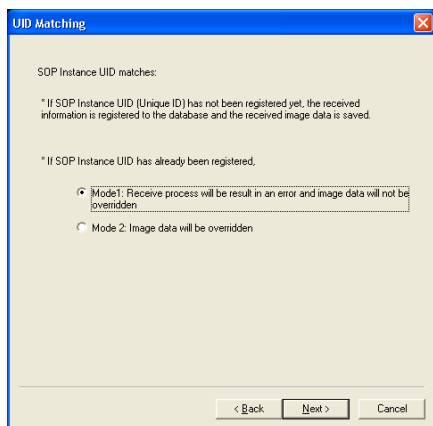 UID Matching
SOP Instance UID matches:
* If SOP Instance UID (Unique ID) has not been registered yet, the received
information is registered to the database and the received image data is saved.
* If SOP Instance UID has already been registered,
Mode1: Receive process will be result in an error and image data will not be
overridden
Mode 2: Image data will be overridden
< Back
Next >
Cancel